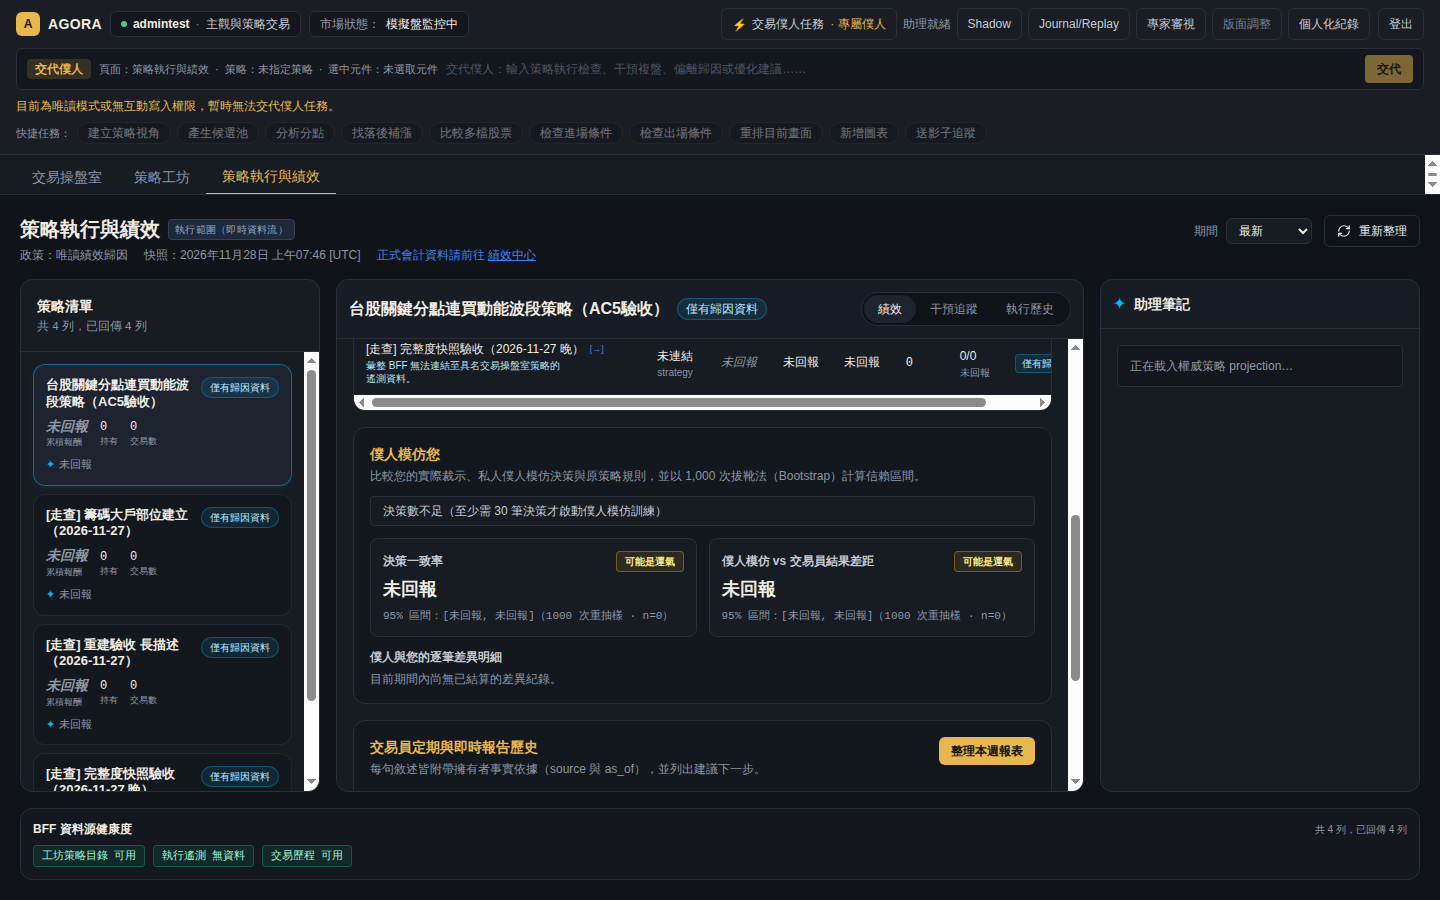 A AGORA admintest · 主觀與策略交易 市場狀態： 模擬盤監控中 ⚡ 交易僕人任務 · 專屬僕人 助理就緒 Shadow Journal/Replay 專家審視 版面調整 個人化紀錄 登出
交代僕人 頁面：策略執行與績效 · 策略：未指定策略 · 選中元件：未選取元件 交代僕人：輸入策略執行檢查、干預複盤、偏離歸因或優化建議…… 交代
目前為唯讀模式或無互動寫入權限，暫時無法交代僕人任務。
快捷任務： 建立策略視角 產生候選池 分析分點 找落後補漲 比較多檔股票 檢查進場條件 檢查出場條件 重排目前畫面 新增圖表 送影子追蹤
交易操盤室 策略工坊 策略執行與績效
策略執行與績效 執行範圍（即時資料流） 期間 最新 重新整理
政策：唯讀績效歸因 快照：2026年11月28日 上午07:46 [UTC] 正式會計資料請前往 績效中心
策略清單
共 4 列，已回傳 4 列
台股關鍵分點連買動能波段策略（AC5驗收） 僅有歸因資料
未回報 0 0
累積報酬 持有 交易數
✦ 未回報
[走查] 籌碼大戶部位建立（2026-11-27） 僅有歸因資料
未回報 0 0
累積報酬 持有 交易數
✦ 未回報
[走查] 重建驗收 長描述（2026-11-27） 僅有歸因資料
未回報 0 0
累積報酬 持有 交易數
✦ 未回報
[走查] 完整度快照驗收（2026-11-27 晚） 僅有歸因資料
台股關鍵分點連買動能波段策略（AC5驗收） 僅有歸因資料 績效 干預追蹤 執行歷史
[走查] 完整度快照驗收（2026-11-27 晚） [→] 未連結 未回報 未回報 未回報 0 0/0 僅有歸
彙整 BFF 無法連結至具名交易操盤室策略的 strategy 未回報
遙測資料。
僕人模仿您
比較您的實際裁示、私人僕人模仿決策與原策略規則，並以 1,000 次拔靴法（Bootstrap）計算信賴區間。
決策數不足（至少需 30 筆決策才啟動僕人模仿訓練）
決策一致率 可能是運氣
未回報
95% 區間：[未回報, 未回報]（1000 次重抽樣 · n=0）
僕人模仿 vs 交易員結果差距 可能是運氣
未回報
95% 區間：[未回報, 未回報]（1000 次重抽樣 · n=0）
僕人與您的逐筆差異明細
目前期間內尚無已結算的差異紀錄。
交易員定期與即時報告歷史 整理本週報表
每句敘述皆附帶擁有者事實依據（source 與 as_of），並列出建議下一步。
✦ 助理筆記
正在載入權威策略 projection…
BFF 資料源健康度 共 4 列，已回傳 4 列
工坊策略目錄 可用 執行遙測 無資料 交易歷程 可用